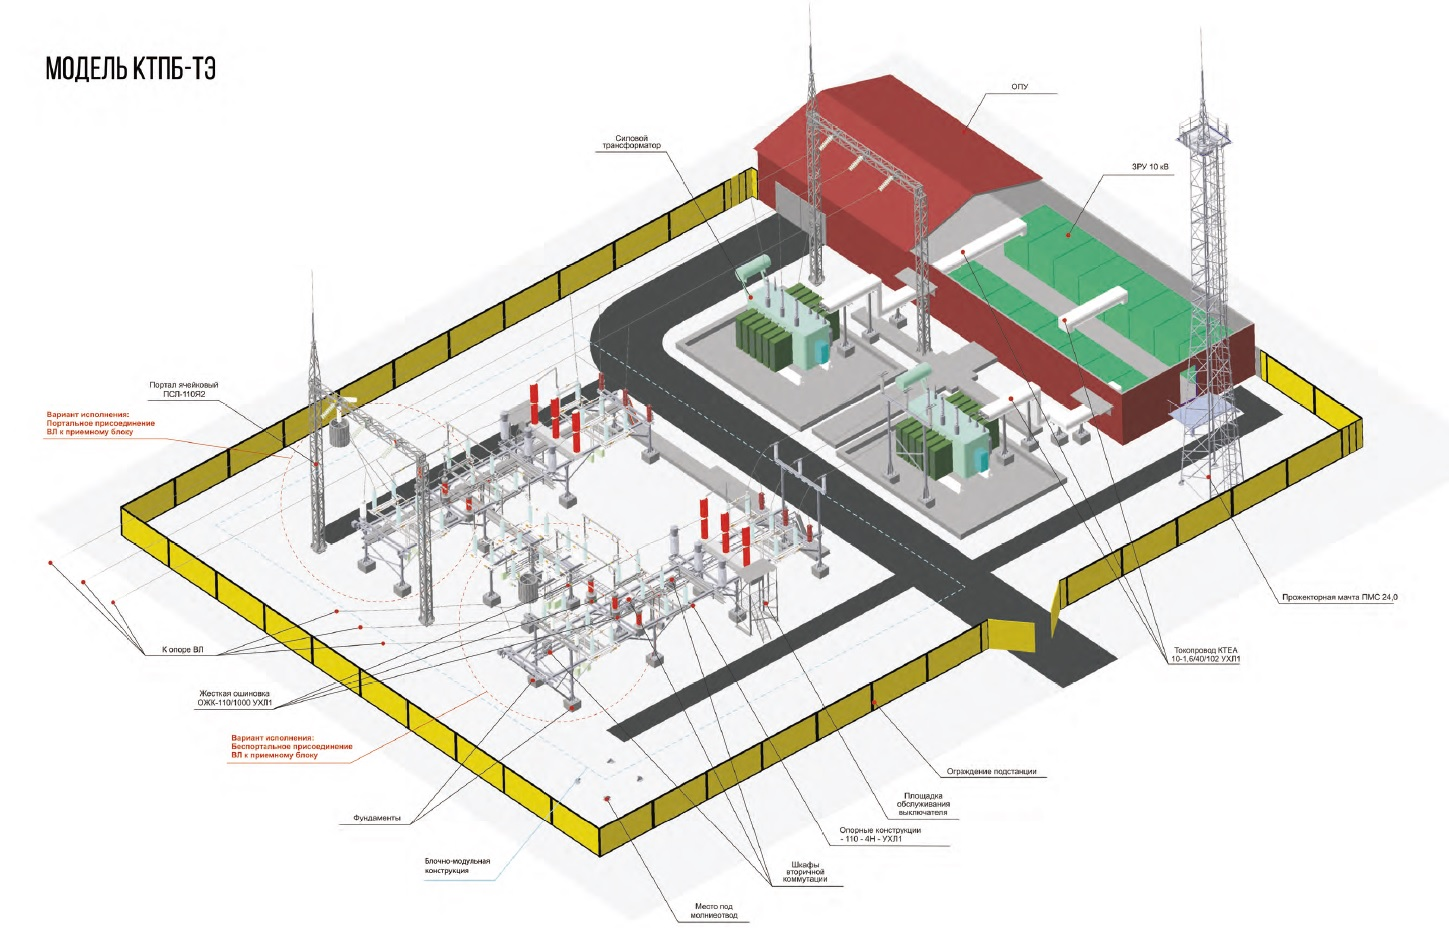 МОДЕЛЬ КТПБ-ТЭ
ОПУ
Силовой
трансформатор
ЗРУ 10 кВ
Портал ячейковый
ПСЛ-110Я2
Вариант исполнения:
Портальное присоединение
ВЛ к приемному блоку
Прожекторная мачта ПМС 24,0
К опоре ВЛ
Токопровод КТЕА
10-1,6/40/102 УХЛ1
Жесткая ошиновка
ОЖК-110/1000 УХЛ1
Вариант исполнения:
Беспортальное присоединение
ВЛ к приемному блоку
Ограждение подстанции
Площадка
обслуживания
выключателя
Фундаменты
Опорные конструкции
- 110 - 4Н - УХЛ1
Блочно-модульная
конструкция
Шкафы
вторичной
коммутации
Место под
молниеотвод